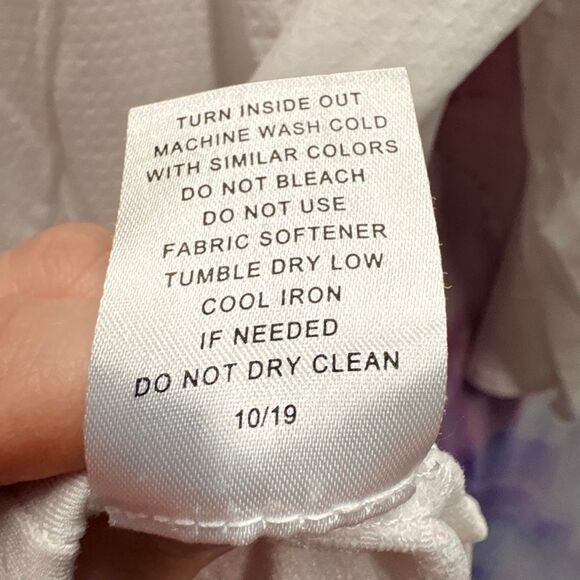 TURN INSIDE OUT
MACHINE WASH COLD
WITH SIMILAR COLORS
DO NOT BLEACH
DO NOT USE
FABRIC SOFTENER
TUMBLE DRY LOW
COOL IRON
IF NEEDED
DO NOT DRY CLEAN
10/19